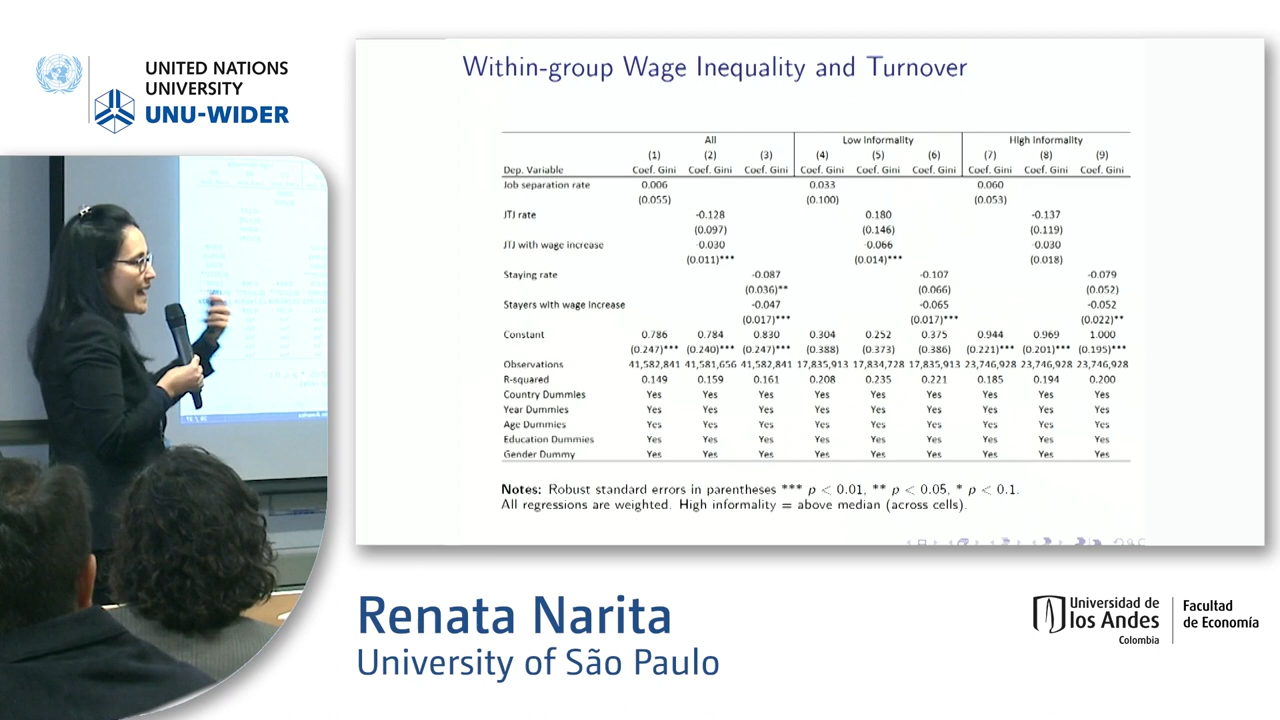 UNITED NATIONS
UNIVERSITY
UNU-WIDER
Within-group Wage Inequality and Turnover
All Low Informality High Informality
(1) (2) (3) (4) (5) (6) (7) (8) (9)
Dep. Variable Coef. Gini Coef. Gini Coef. Gini Coef. Gini Coef. Gini Coef. Gini Coef. Gini Coef. Gini Coef. Gini
Job separation rate 0.006 0.033 0.060
(0.055) (0.100) (0.053)
JTJ rate -0.128 0.180 -0.137
(0.097) (0.146) (0.119)
JTJ with wage increase -0.030 -0.066 -0.030
(0.011)*** (0.014)*** (0.018)
Staying rate -0.087 -0.107 -0.079
(0.036)** (0.066) (0.052)
Stayers with wage increase -0.047 -0.065 -0.052
(0.017)*** (0.017)*** (0.022)**
Constant 0.786 0.784 0.830 0.304 0.252 0.375 0.944 0.969 1.000
(0.247)*** (0.240)*** (0.247)*** (0.388) (0.373) (0.386) (0.221)*** (0.201)*** (0.195)***
Observations 41,582,841 41,581,656 41,582,841 17,835,913 17,834,728 17,835,913 23,746,928 23,746,928 23,746,928
R-squared 0.149 0.159 0.161 0.208 0.235 0.221 0.185 0.194 0.200
Country Dummies Yes Yes Yes Yes Yes Yes Yes Yes Yes
Year Dummies Yes Yes Yes Yes Yes Yes Yes Yes Yes
Age Dummies Yes Yes Yes Yes Yes Yes Yes Yes Yes
Education Dummies Yes Yes Yes Yes Yes Yes Yes Yes Yes
Gender Dummy Yes Yes Yes Yes Yes Yes Yes Yes Yes
Notes: Robust standard errors in parentheses *** p < 0.01, ** p < 0.05, * p < 0.1.
All regressions are weighted. High informality = above median (across cells).
Renata Narita
University of São Paulo
Universidad de
los Andes
Colombia
Facultad
de Economía